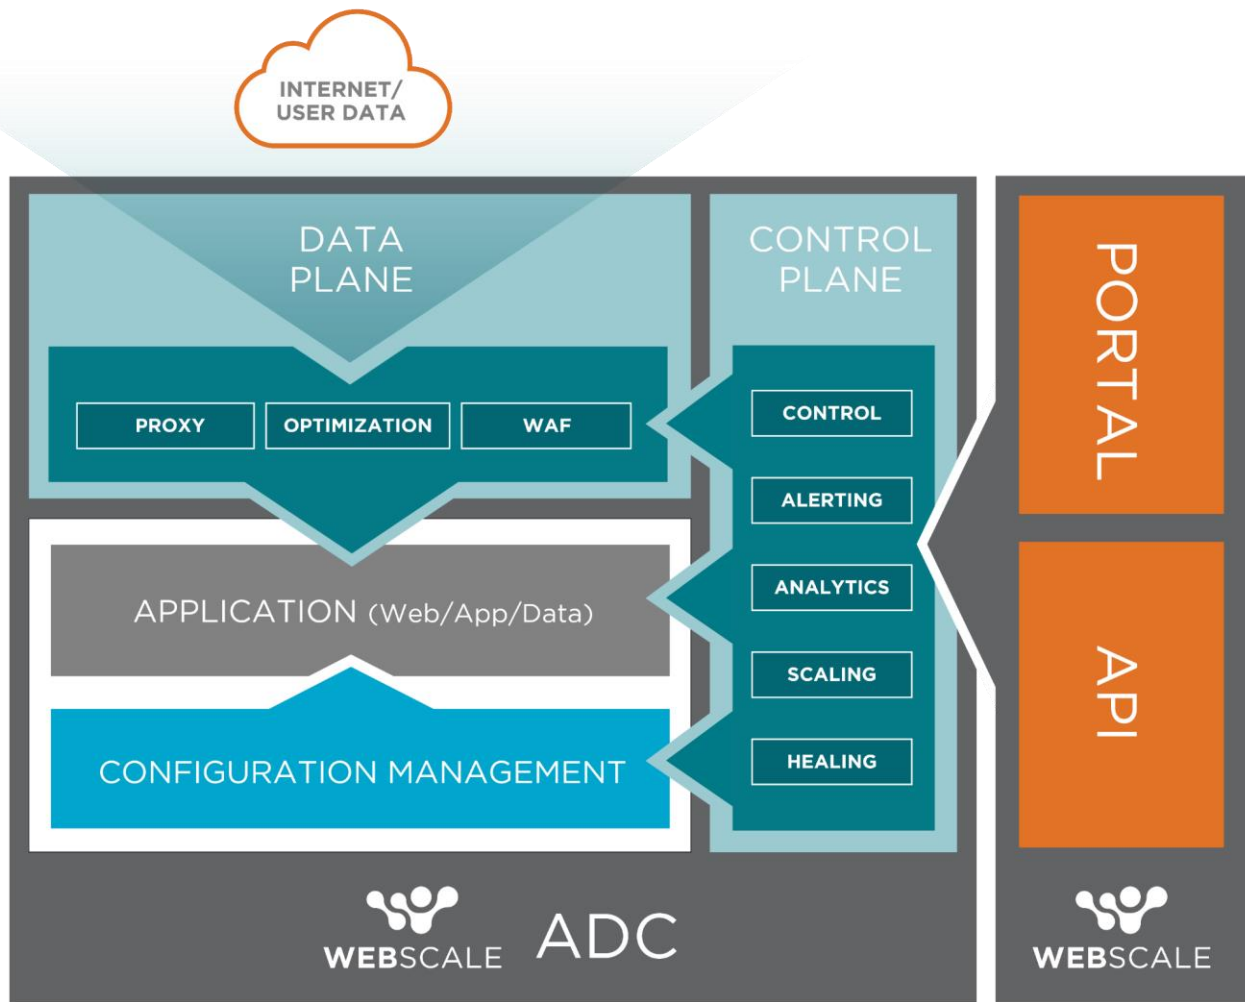 INTERNET/
USER DATA
DATA
PLANE
PROXY
OPTIMIZATION
WAF
APPLICATION (Web/App/Data)
CONFIGURATION MANAGEMENT
CONTROL
PLANE
CONTROL
ALERTING
ANALYTICS
SCALING
HEALING
WEBSCALE
ADC
PORTAL
API
WEBSCALE